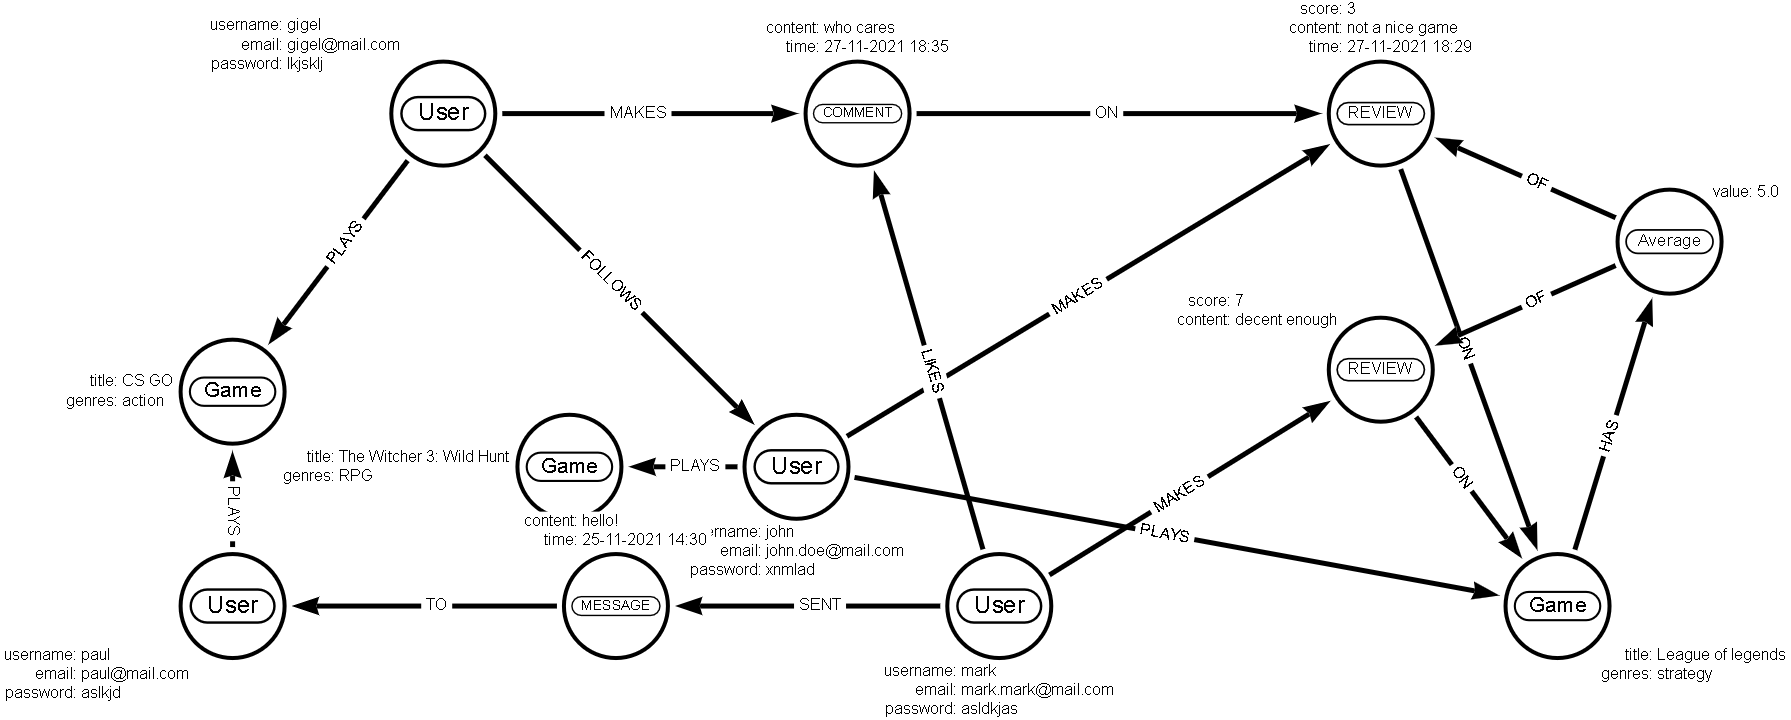 username: gigel
email: gigel@mail.com
password: lkjsklj
User
MAKES
content: who cares
time: 27-11-2021 18:35
COMMENT
ON
score: 3
content: not a nice game
time: 27-11-2021 18:29
REVIEW
OF
value: 5.0
Average
OF
PLAYS
FOLLOWS
MAKES
score: 7
content: decent enough
REVIEW
ON
LIKES
title: CS GO
genres: action
Game
HAS
title: The Witcher 3: Wild Hunt
genres: RPG
Game
PLAYS
User
MAKES
ON
PLAYS
PLAYS
content: hello!
time: 25-11-2021 14:30
rname: john
email: john.doe@mail.com
password: xnmlad
User
TO
MESSAGE
SENT
User
Game
username: paul
email: paul@mail.com
password: aslkjd
username: mark
email: mark.mark@mail.com
password: asldkjas
title: League of legends
genres: strategy